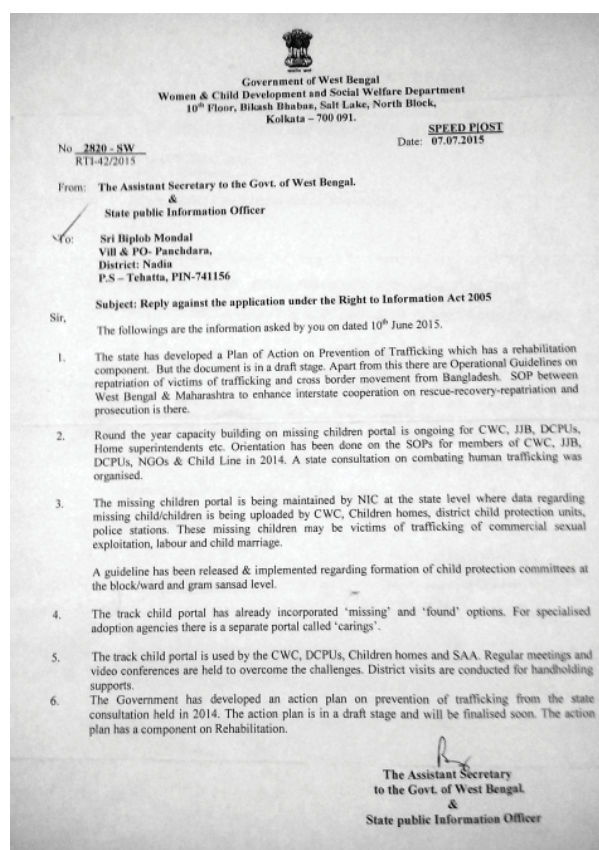 Government of West Bengal
Women & Child Development and Social Welfare Department
10th Floor, Bikash Bhaban, Salt Lake, North Block,
Kolkata – 700 091.
SPEED P[OST
No 2820 - SW
Date: 07.07.2015
RTI-42/2015
From: The Assistant Secretary to the Govt. of West Bengal.
&
State public Information Officer
To: Sri Biplob Mondal
Vill & PO- Panchdara,
District: Nadia
P.S – Tehatta, PIN-741156
Subject: Reply against the application under the Right to Information Act 2005
Sir,
The followings are the information asked by you on dated 10th June 2015.
1. The state has developed a Plan of Action on Prevention of Trafficking which has a rehabilitation
component. But the document is in a draft stage. Apart from this there are Operational Guidelines on
repatriation of victims of trafficking and cross border movement from Bangladesh. SOP between
West Bengal & Maharashtra to enhance interstate cooperation on rescue-recovery-repatriation and
prosecution is there.
2. Round the year capacity building on missing children portal is ongoing for CWC, JJB, DCPUs,
Home superintendents etc. Orientation has been done on the SOPs for members of CWC, JJB,
DCPUs, NGOs & Child Line in 2014. A state consultation on combating human trafficking was
organised.
3. The missing children portal is being maintained by NIC at the state level where data regarding
missing child/children is being uploaded by CWC, Children homes, district child protection units,
police stations. These missing children may be victims of trafficking of commercial sexual
exploitation, labour and child marriage.
A guideline has been released & implemented regarding formation of child protection committees at
the block/ward and gram sansad level.
4. The track child portal has already incorporated ‘missing’ and ‘found’ options. For specialised
adoption agencies there is a separate portal called ‘carings’.
5. The track child portal is used by the CWC, DCPUs, Children homes and SAA. Regular meetings and
video conferences are held to overcome the challenges. District visits are conducted for handholding
supports.
6. The Government has developed an action plan on prevention of trafficking from the state
consultation held in 2014. The action plan is in a draft stage and will be finalised soon. The action
plan has a component on Rehabilitation.
The Assistant Secretary
to the Govt. of West Bengal.
&
State public Information Officer